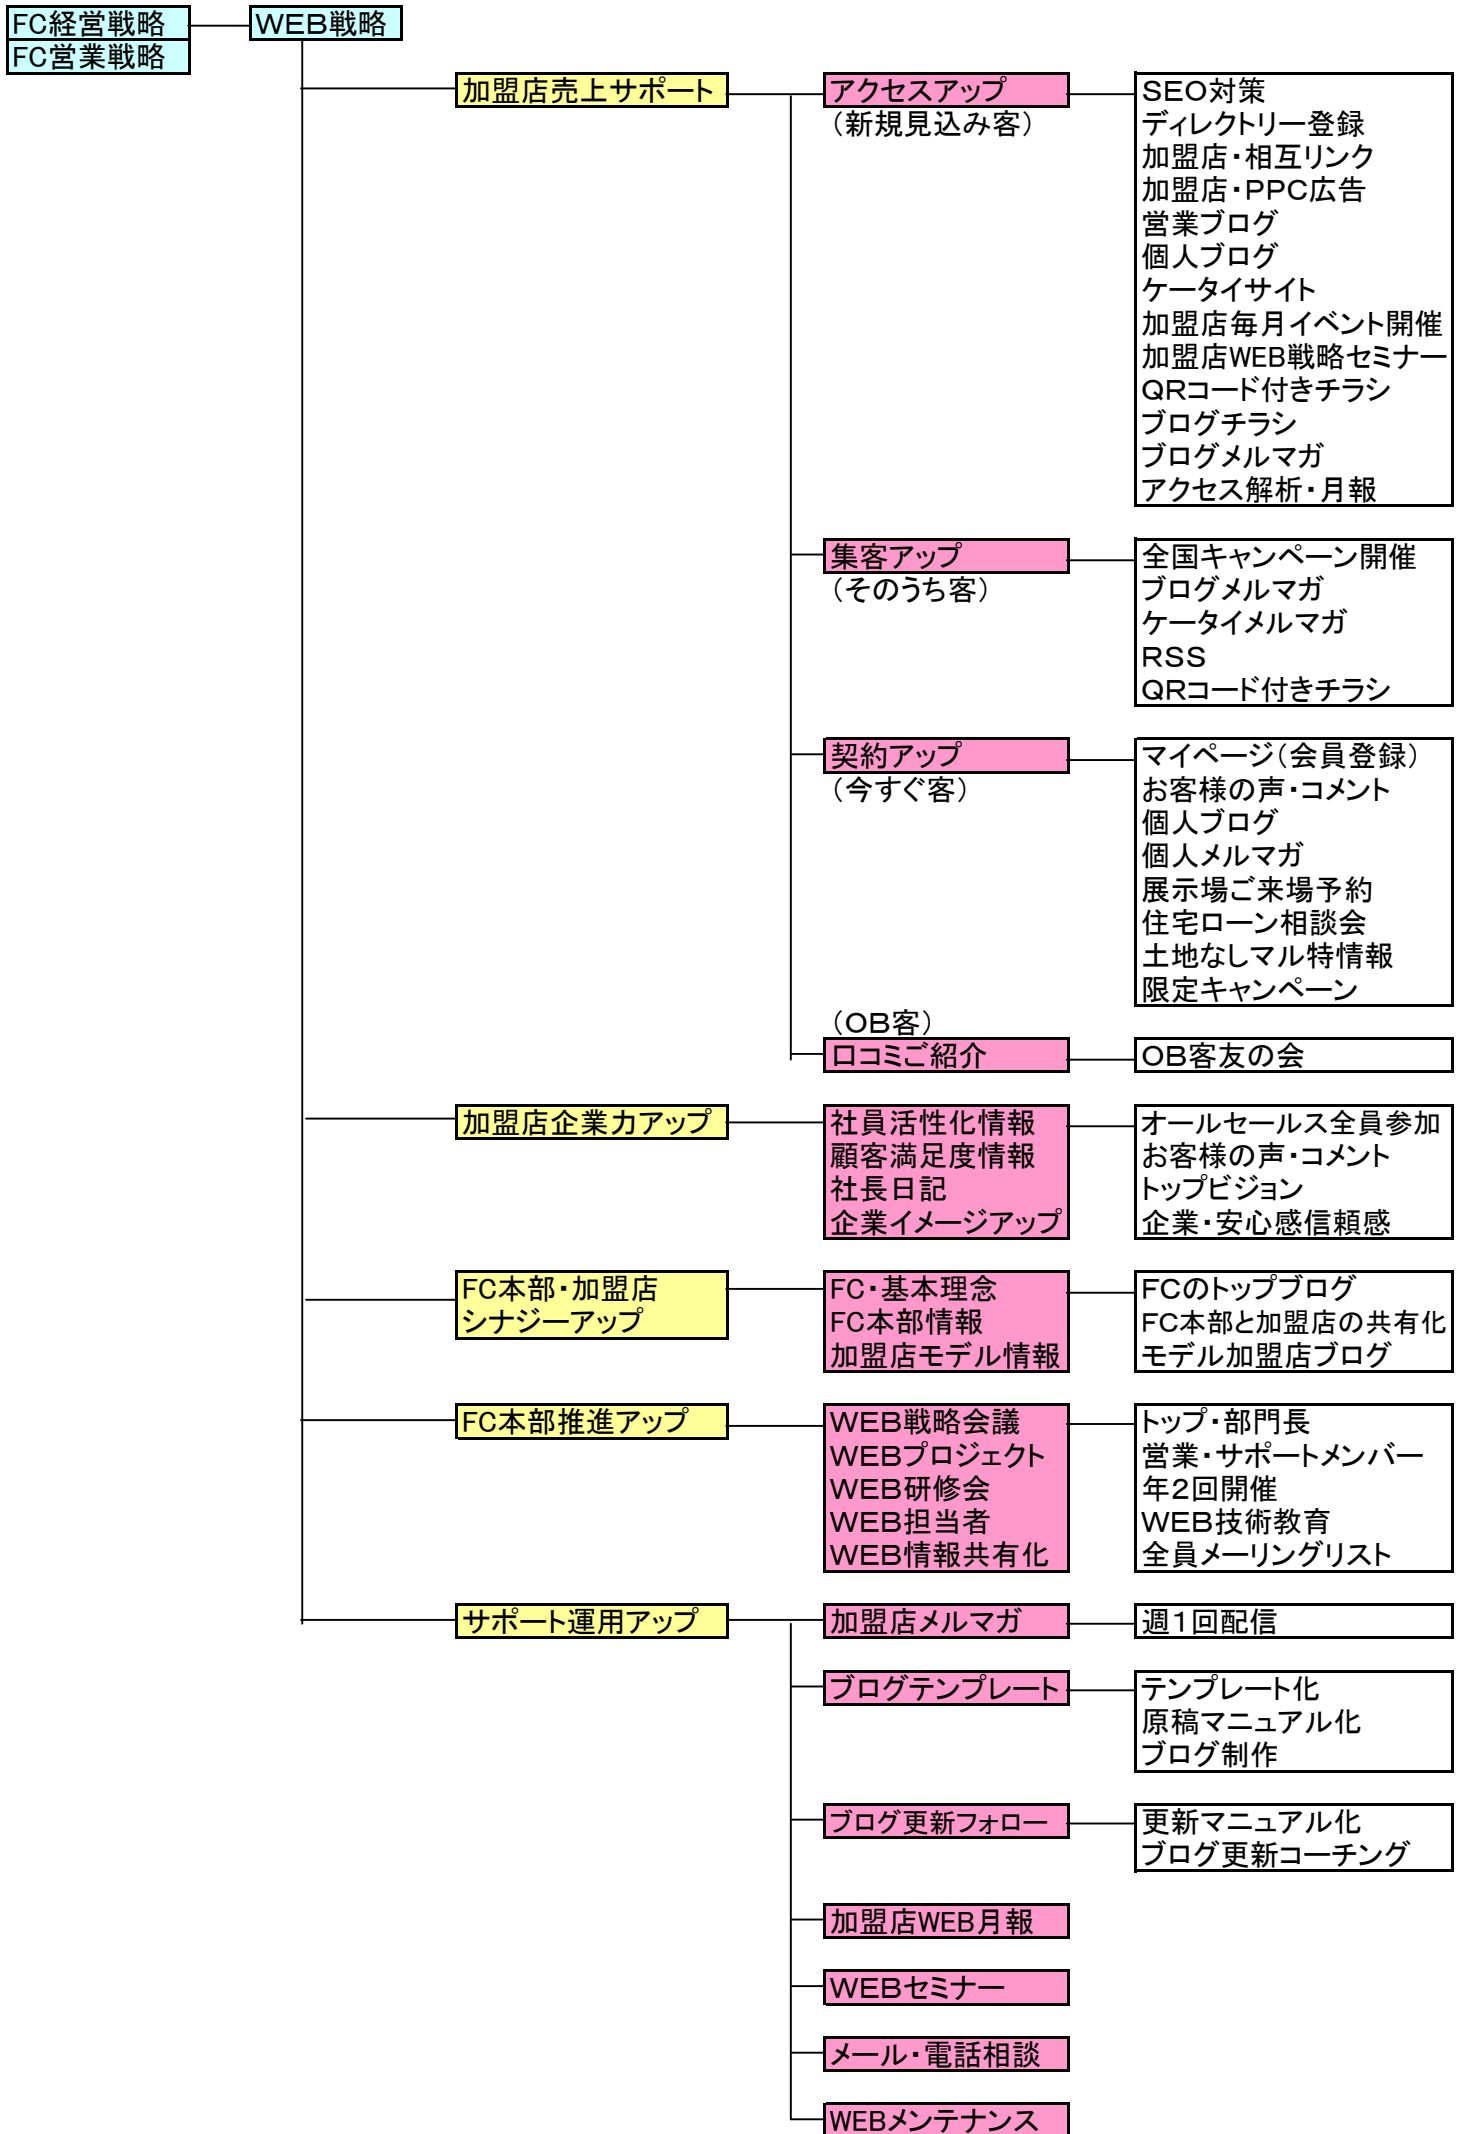 FC経営戦略
WEB戦略
FC営業戦略
加盟店売上サポート
アクセスアップ
(新規見込み客)
SEO対策
ディレクトリー登録
加盟店・相互リンク
加盟店・PPC広告
営業ブログ
個人ブログ
ケータイサイト
加盟店毎月イベント開催
加盟店WEB戦略セミナー
QRコード付きチラシ
ブログチラシ
ブログメルマガ
アクセス解析・月報
集客アップ
(そのうち客)
全国キャンペーン開催
ブログメルマガ
ケータイメルマガ
RSS
QRコード付きチラシ
契約アップ
(今すぐ客)
マイページ(会員登録)
お客様の声・コメント
個人ブログ
個人メルマガ
展示場ご来場予約
住宅ローン相談会
土地なしマル特情報
限定キャンペーン
(OB客)
口コミご紹介
OB客友の会
加盟店企業力アップ
社員活性化情報
顧客満足度情報
社長日記
企業イメージアップ
オールセールス全員参加
お客様の声・コメント
トップビジョン
企業・安心感信頼感
FC本部・加盟店
シナジーアップ
FC・基本理念
FC本部情報
加盟店モデル情報
FCのトップブログ
FC本部と加盟店の共有化
モデル加盟店ブログ
FC本部推進アップ
WEB戦略会議
WEBプロジェクト
WEB研修会
WEB担当者
WEB情報共有化
トップ・部門長
営業・サポートメンバー
年2回開催
WEB技術教育
全員メーリングリスト
サポート運用アップ
加盟店メルマガ
週1回配信
ブログテンプレート
テンプレート化
原稿マニュアル化
ブログ制作
ブログ更新フォロー
更新マニュアル化
ブログ更新コーチング
加盟店WEB月報
WEBセミナー
メール・電話相談
WEBメンテナンス